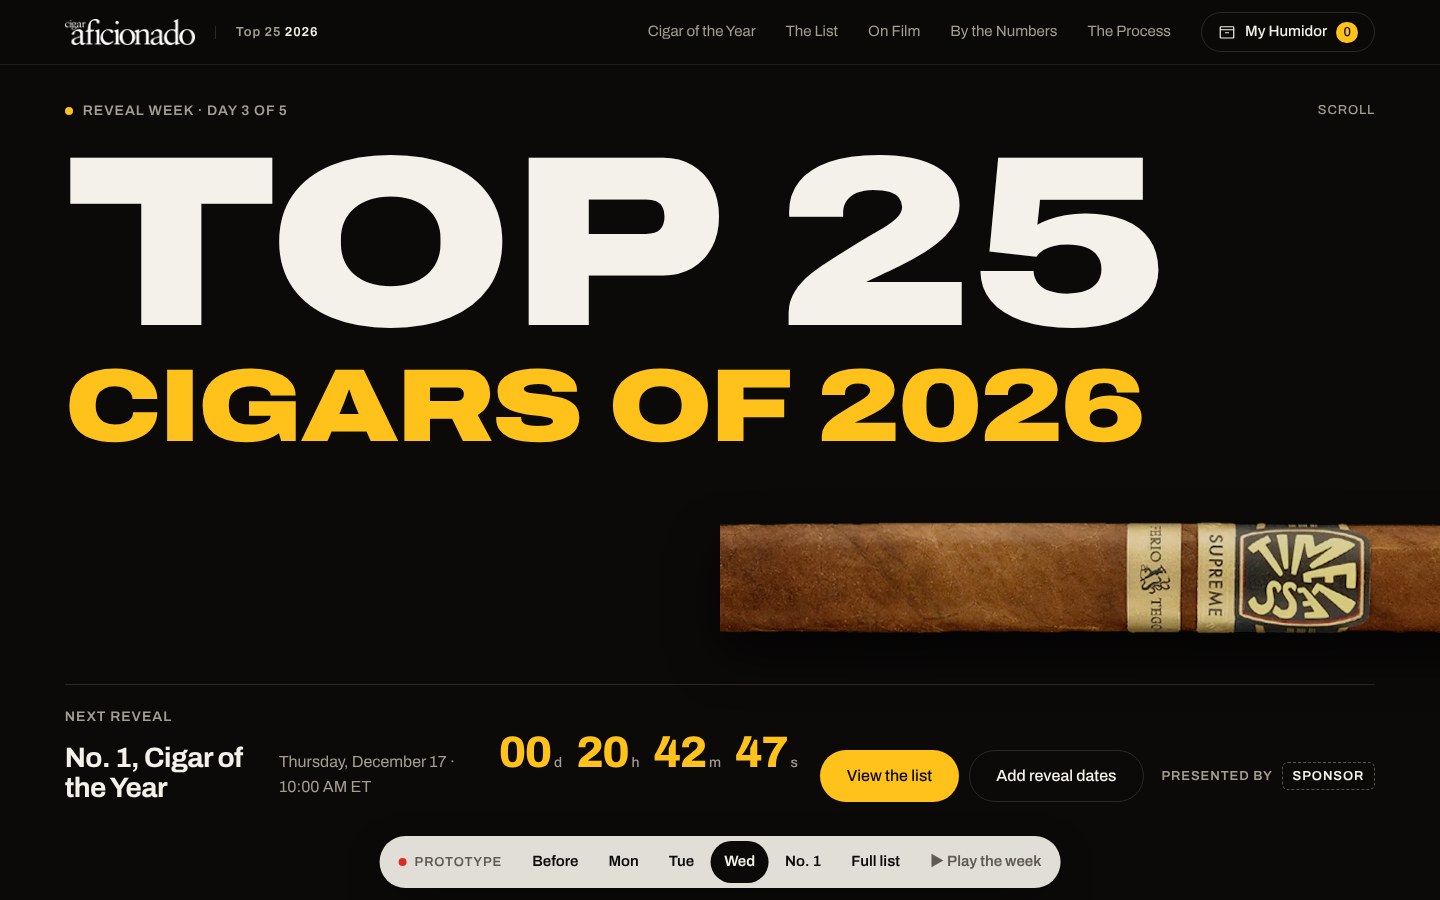 cigar aficionado
Top 25 2026
Cigar of the Year
The List
On Film
By the Numbers
The Process
My Humidor 0
REVEAL WEEK · DAY 3 OF 5
SCROLL
TOP 25
CIGARS OF 2026
SUPREME
TIMELESS
NEXT REVEAL
No. 1, Cigar of
the Year
Thursday, December 17 ·
10:00 AM ET
00 d 20 h 42 m 47 s
View the list
Add reveal dates
PRESENTED BY SPONSOR
PROTOTYPE
Before
Mon
Tue
Wed
No. 1
Full list
▶ Play the week